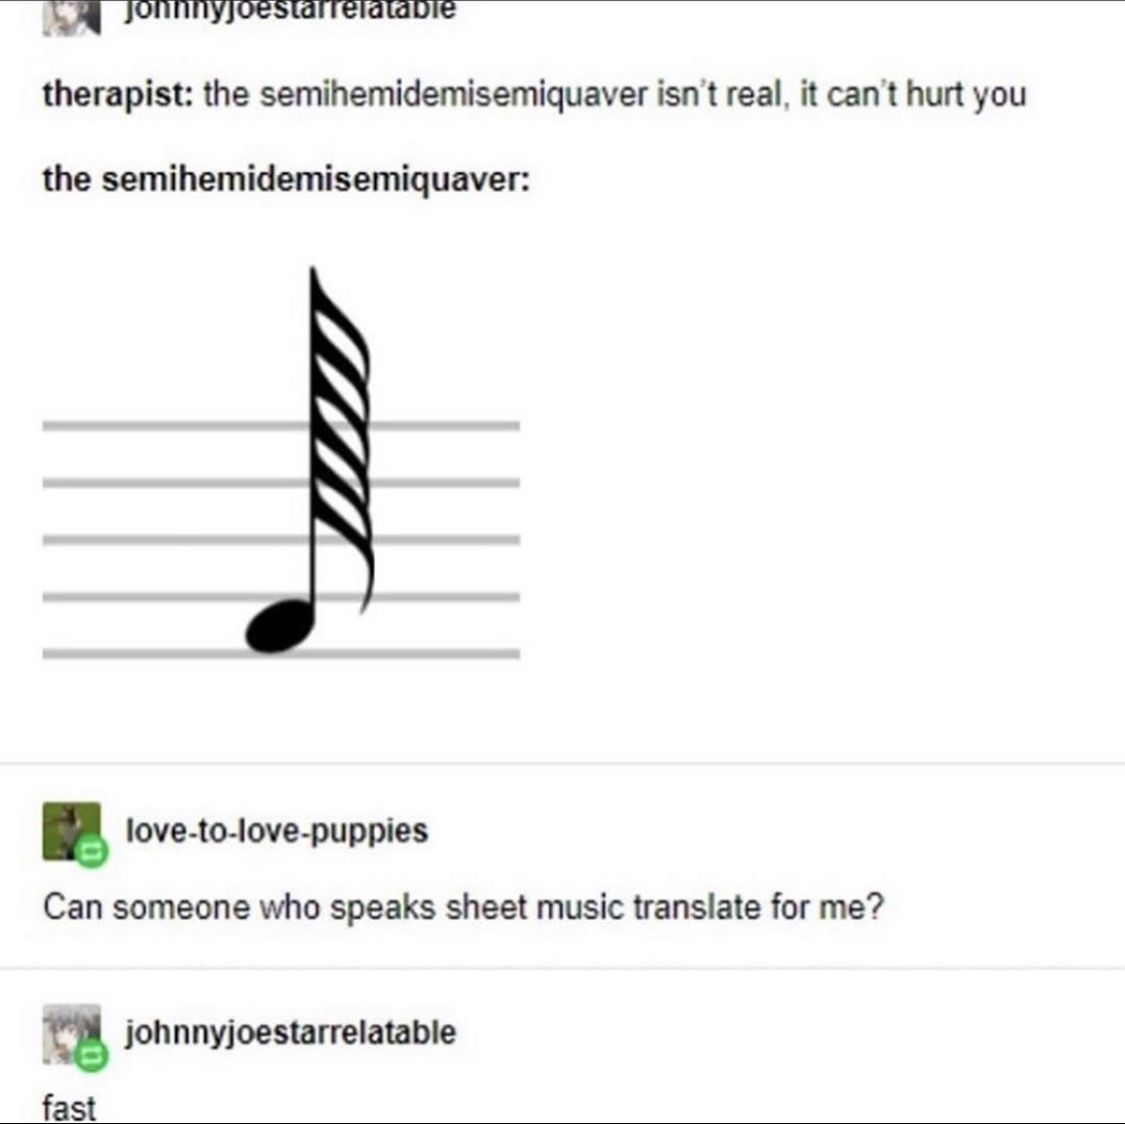 johnnyjoestarrelatable
therapist: the semihemidemisemiquaver isn't real, it can't hurt you
the semihemidemisemiquaver:
love-to-love-puppies
Can someone who speaks sheet music translate for me?
johnnyjoestarrelatable
fast